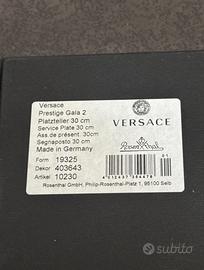 Versace
Prestige Gala 2
Platzteller 30 cm
Service Plate 30 cm
Ass.de présent. 30cm
Segnaposto 30 cm
Made in Germany
VERSACE
Rosenthal
Form 19325
Dekor 403643
Artikel 10230
Rosenthal GmbH, Philip-Rosenthal-Platz 1, 95100 Selb
subito